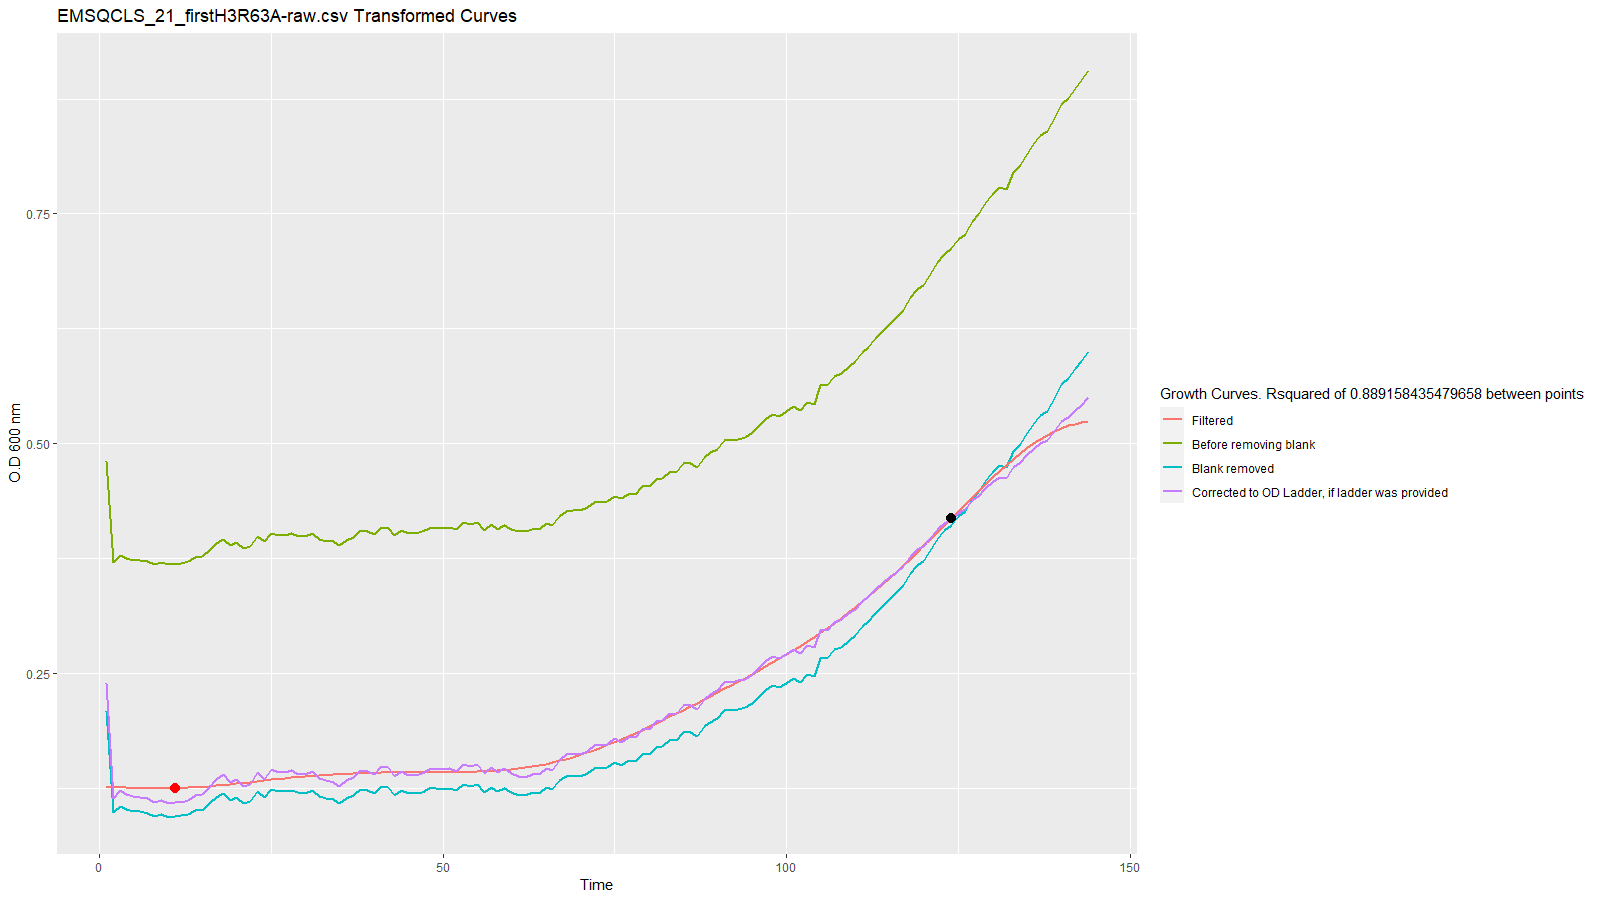 EMSQCLS_21_firstH3R63A-raw.csv Transformed Curves
O.D 600 nm
0.75
0.50
0.25
0
50
100
150
Time
Growth Curves. Rsquared of 0.889158435479658 between points
Filtered
Before removing blank
Blank removed
Corrected to OD Ladder, if ladder was provided